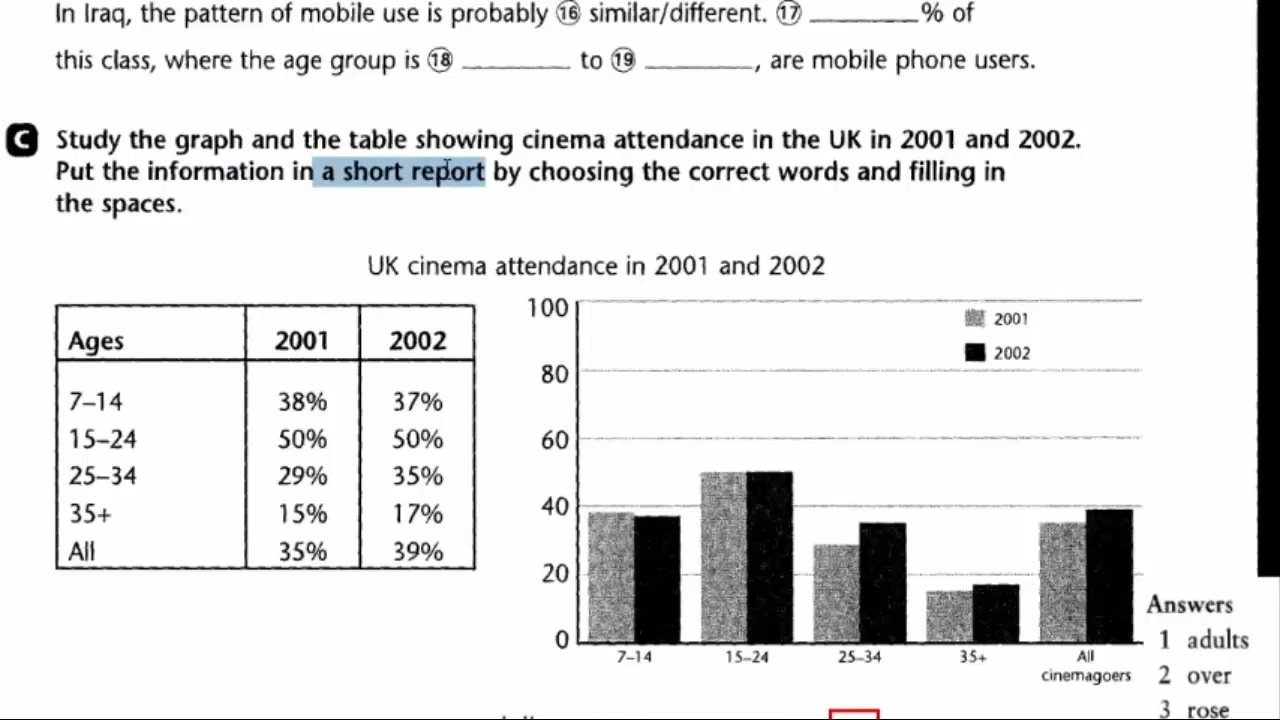 In Iraq, the pattern of mobile use is probably ⑯ similar/different. ⑰ ________% of
this class, where the age group is ⑱ ________ to ⑲ ________, are mobile phone users.
C Study the graph and the table showing cinema attendance in the UK in 2001 and 2002.
Put the information in a short report by choosing the correct words and filling in
the spaces.
UK cinema attendance in 2001 and 2002
Ages 2001 2002
7–14 38% 37%
15–24 50% 50%
25–34 29% 35%
35+ 15% 17%
All 35% 39%
100
80
60
40
20
0
2001
2002
7–14 15–24 25–34 35+ All
cinemagoers
Answers
1 adults
2 over
3 rose